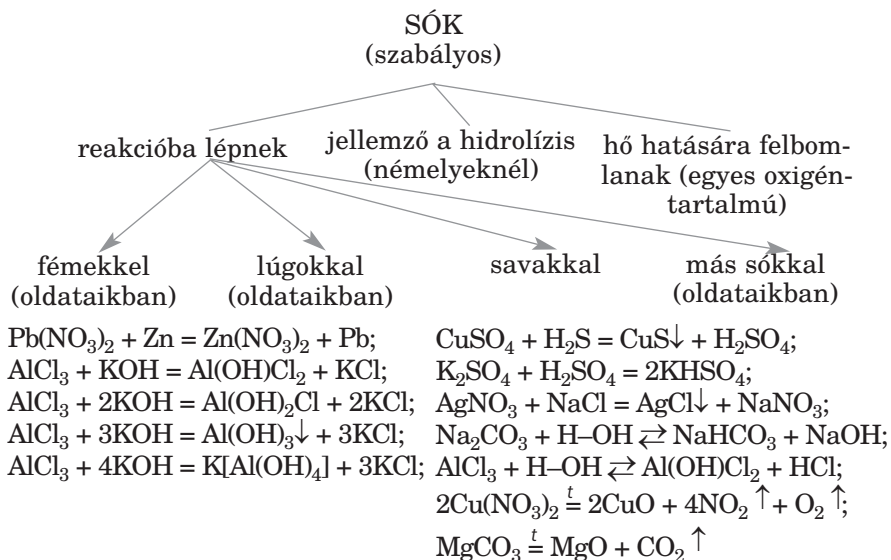 SÓK
(szabályos)
reakcióba lépnek
jellemző a hidrolízis
(némelyeknél)
hő hatására felbom-
lanak (egyes oxigén-
tartalmú)
fémekkel
(oldataikban)
lúgokkal
(oldataikban)
savakkal
más sókkal
(oldataikban)
Pb(NO₃)₂ + Zn = Zn(NO₃)₂ + Pb;
AlCl₃ + KOH = Al(OH)Cl₂ + KCl;
AlCl₃ + 2KOH = Al(OH)₂Cl + 2KCl;
AlCl₃ + 3KOH = Al(OH)₃↓ + 3KCl;
AlCl₃ + 4KOH = K[Al(OH)₄] + 3KCl;
CuSO₄ + H₂S = CuS↓ + H₂SO₄;
K₂SO₄ + H₂SO₄ = 2KHSO₄;
AgNO₃ + NaCl = AgCl↓ + NaNO₃;
Na₂CO₃ + H–OH ⇄ NaHCO₃ + NaOH;
AlCl₃ + H–OH ⇄ Al(OH)Cl₂ + HCl;
2Cu(NO₃)₂ =ᵗ 2CuO + 4NO₂↑ + O₂↑;
MgCO₃ =ᵗ MgO + CO₂↑